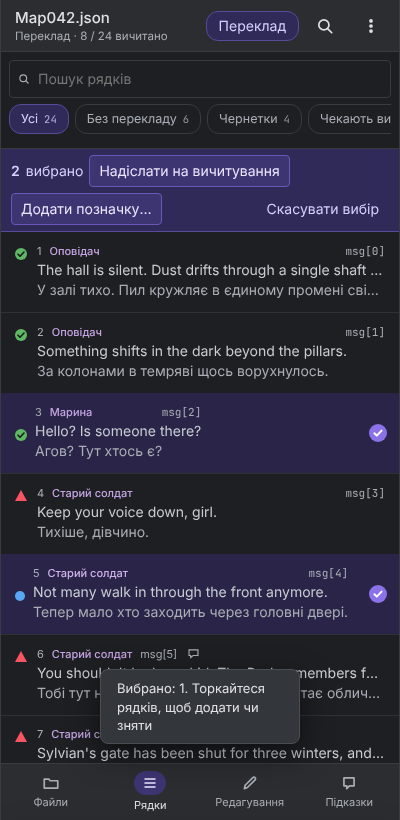 Map042.json
Переклад · 8 / 24 вичитано
Переклад
Пошук рядків
Усі 24
Без перекладу 6
Чернетки 4
Чекають ви
2 вибрано
Надіслати на вичитування
Додати позначку…
Скасувати вибір
1 Оповідач msg[0]
The hall is silent. Dust drifts through a single shaft …
У залі тихо. Пил кружляє в єдиному промені сві…
2 Оповідач msg[1]
Something shifts in the dark beyond the pillars.
За колонами в темряві щось ворухнулось.
3 Марина msg[2]
Hello? Is someone there?
Агов? Тут хтось є?
4 Старий солдат msg[3]
Keep your voice down, girl.
Тихіше, дівчино.
5 Старий солдат msg[4]
Not many walk in through the front anymore.
Тепер мало хто заходить через головні двері.
6 Старий солдат msg[5]
You
members f…
Тобі тут
тає облич…
Вибрано: 1. Торкайтеся
рядків, щоб додати чи
зняти
7 Старий
Sylvian's gate has been shut for three winters, and…
Файли
Рядки
Редагування
Підказки